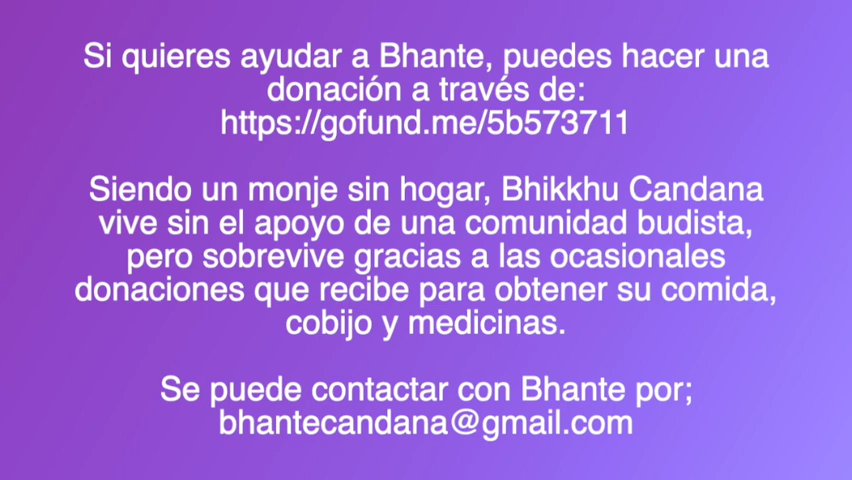 Si quieres ayudar a Bhante, puedes hacer una
donación a través de:
https://gofund.me/5b573711
Siendo un monje sin hogar, Bhikkhu Candana
vive sin el apoyo de una comunidad budista,
pero sobrevive gracias a las ocasionales
donaciones que recibe para obtener su comida,
cobijo y medicinas.
Se puede contactar con Bhante por;
bhantecandana@gmail.com